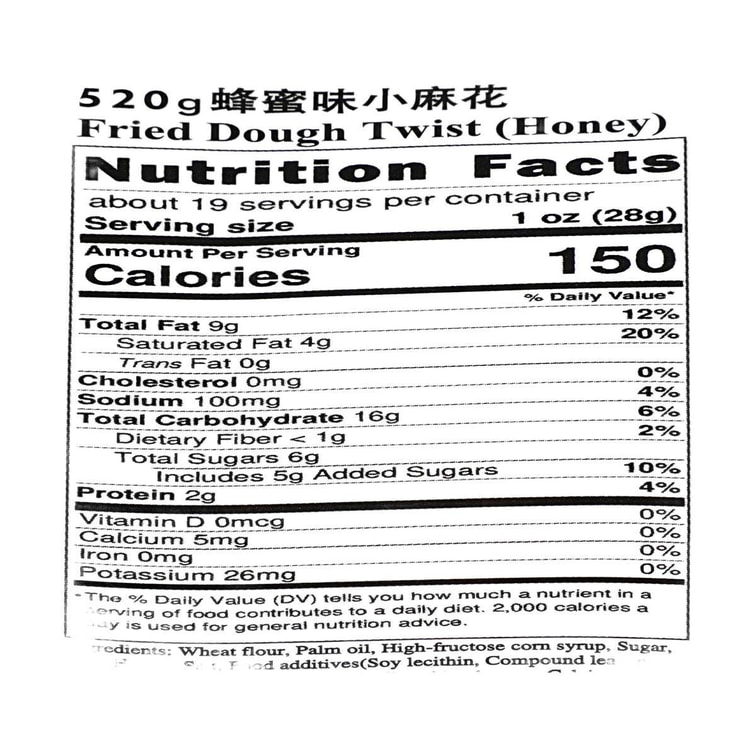 520g蜂蜜味小麻花
Fried Dough Twist (Honey)
Nutrition Facts
about 19 servings per container
Serving size 1 oz (28g)
Amount Per Serving
Calories 150
% Daily Value*
Total Fat 9g 12%
Saturated Fat 4g 20%
Trans Fat 0g
Cholesterol 0mg 0%
Sodium 100mg 4%
Total Carbohydrate 16g 6%
Dietary Fiber < 1g 2%
Total Sugars 6g
Includes 5g Added Sugars 10%
Protein 2g 4%
Vitamin D 0mcg 0%
Calcium 5mg 0%
Iron 0mg 0%
Potassium 26mg 0%
*The % Daily Value (DV) tells you how much a nutrient in a
serving of food contributes to a daily diet. 2,000 calories a
day is used for general nutrition advice.
Wheat flour, Palm oil, High-fructose corn syrup, Sugar,
additives(Soy lecithin, Compound